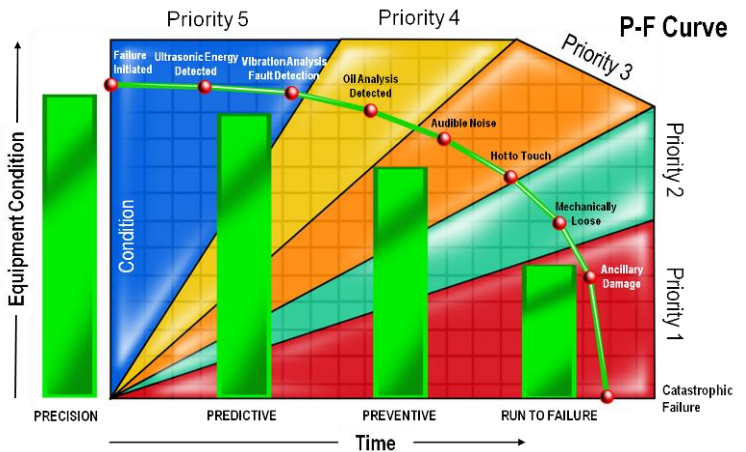 Priority 5
Priority 4
P-F Curve
Priority 3
Failure
Initiated
Ultrasonic Energy
Detected
Vibration Analysis
Fault Detection
Oil Analysis
Detected
Audible Noise
Hot to Touch
Mechanically
Loose
Ancillary
Damage
Priority 2
Priority 1
Equipment Condition
Condition
Catastrophic
Failure
PRECISION
PREDICTIVE
PREVENTIVE
RUN TO FAILURE
Time